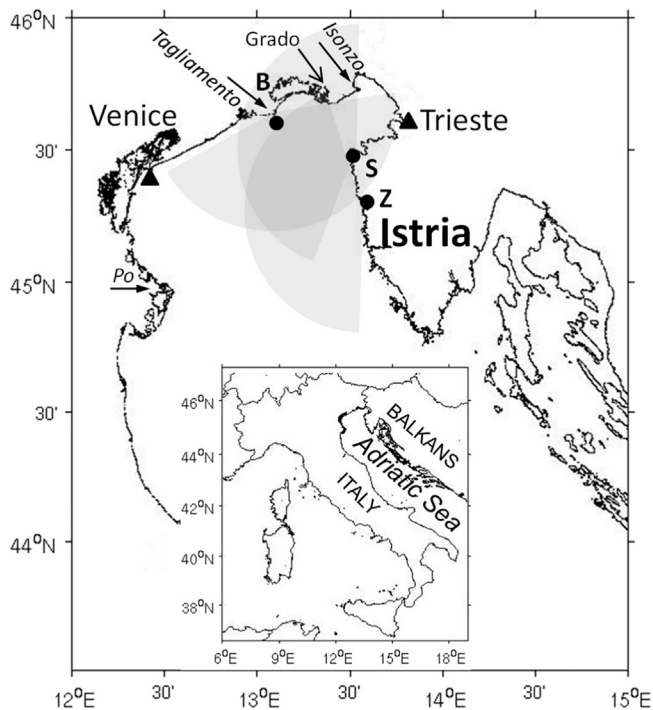 46°N
Grado
Isonzo
Tagliamento
B
Venice
Trieste
30'
S
Z
Istria
45°N
Po
30'
44°N
46°N
44°N
42°N
40°N
38°N
BALKANS
Adriatic Sea
ITALY
6°E
9°E
12°E
15°E
18°E
12°E
30'
13°E
30'
14°E
30'
15°N